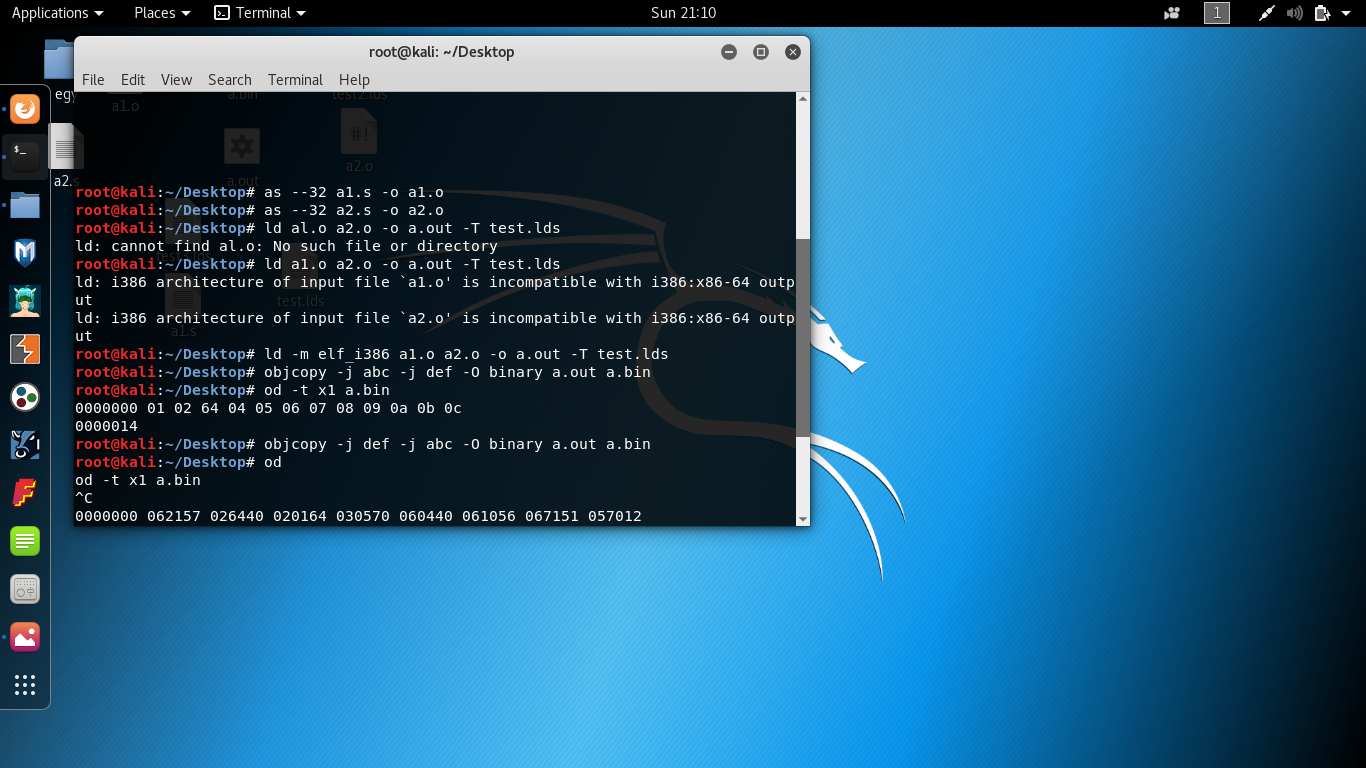 Applications Places Terminal Sun 21:10 1
root@kali: ~/Desktop
File Edit View Search Terminal Help
a1.o a.bin test2.lds
a2.o
a.out
a2.s
root@kali:~/Desktop# as --32 a1.s -o a1.o
root@kali:~/Desktop# as --32 a2.s -o a2.o
root@kali:~/Desktop# ld al.o a2.o -o a.out -T test.lds
ld: cannot find al.o: No such file or directory
root@kali:~/Desktop# ld a1.o a2.o -o a.out -T test.lds
ld: i386 architecture of input file `a1.o' is incompatible with i386:x86-64 outp
ut
test.lds
ld: i386 architecture of input file `a2.o' is incompatible with i386:x86-64 outp
ut
a1.s
root@kali:~/Desktop# ld -m elf_i386 a1.o a2.o -o a.out -T test.lds
root@kali:~/Desktop# objcopy -j abc -j def -O binary a.out a.bin
root@kali:~/Desktop# od -t x1 a.bin
0000000 01 02 64 04 05 06 07 08 09 0a 0b 0c
0000014
root@kali:~/Desktop# objcopy -j def -j abc -O binary a.out a.bin
root@kali:~/Desktop# od
od -t x1 a.bin
^C
0000000 062157 026440 020164 030570 060440 061056 067151 057012